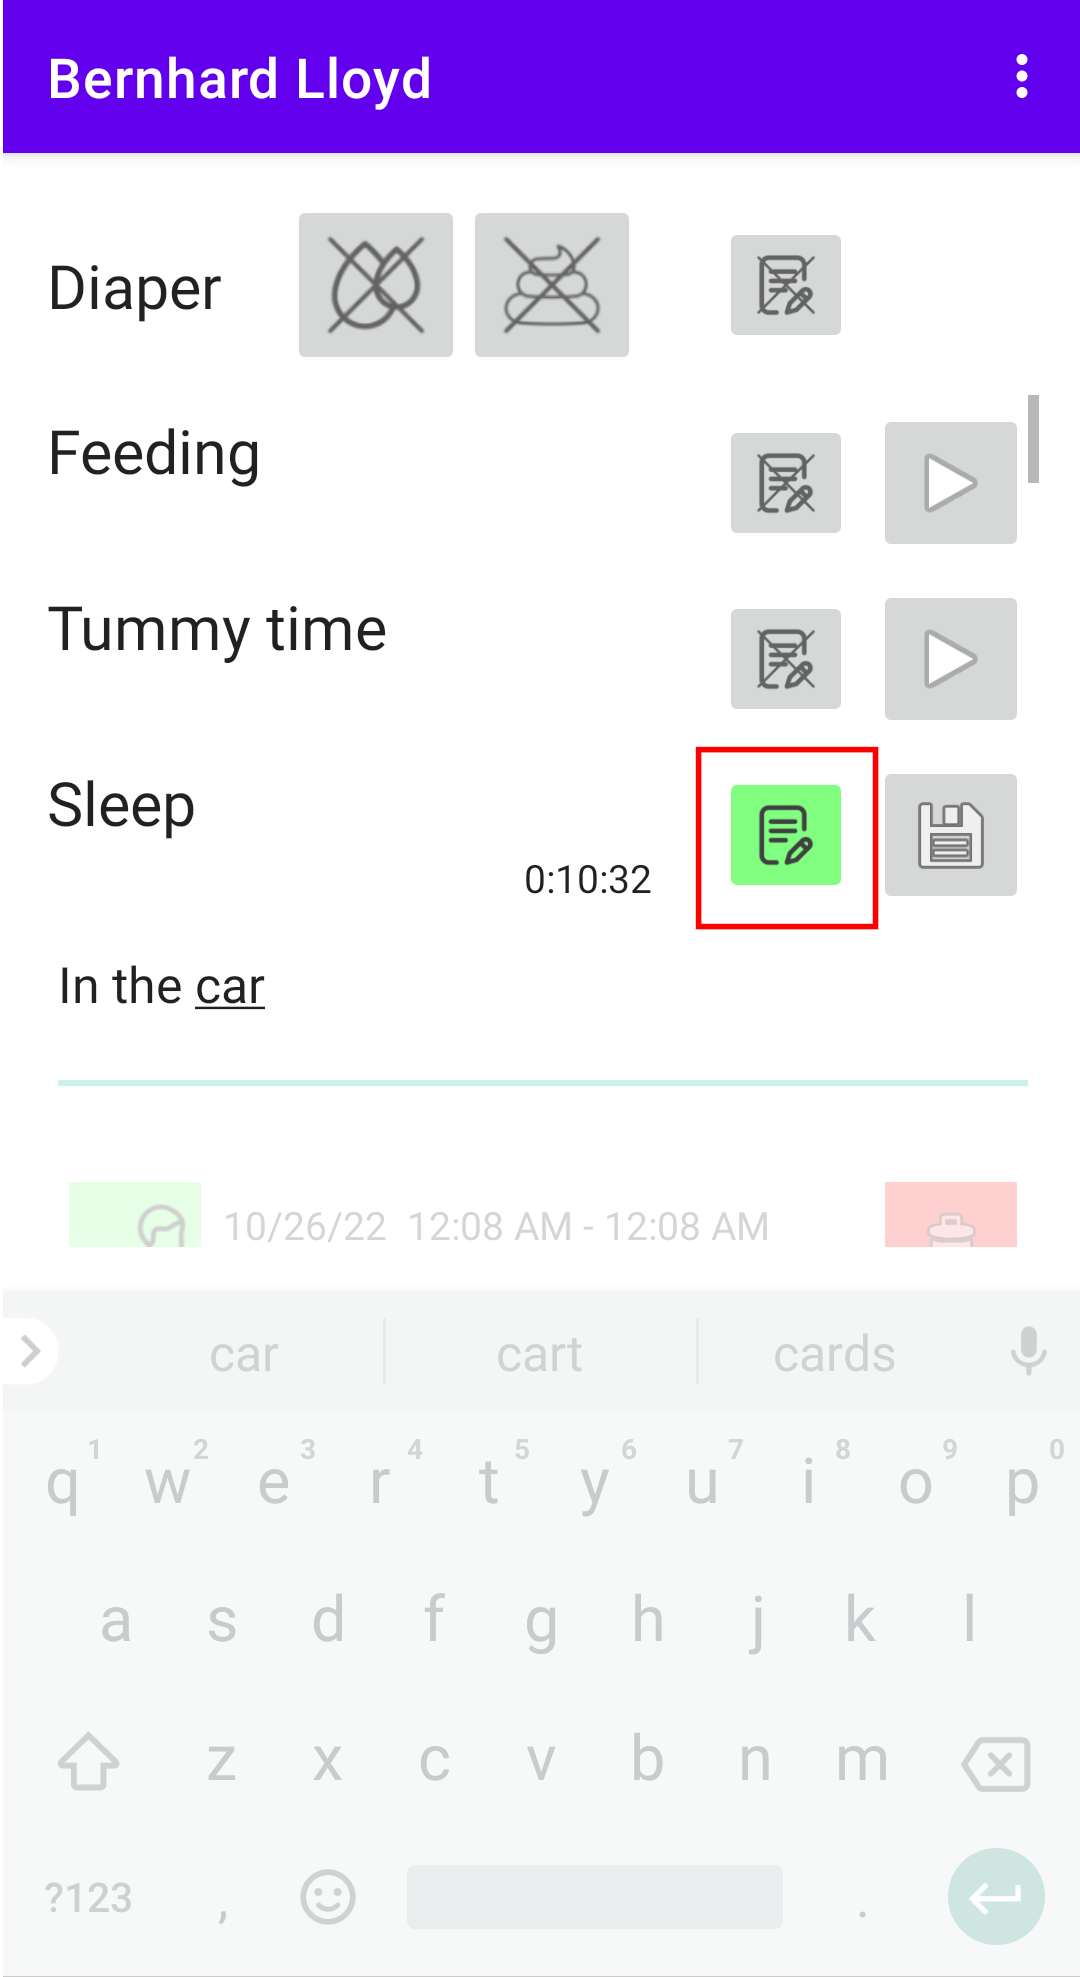 Bernhard Lloyd
Diaper
Feeding
Tummy time
Sleep
0:10:32
In the car
10/26/22 12:08 AM - 12:08 AM
car cart cards
1 2 3 4 5 6 7 8 9 0
q w e r t y u i o p
a s d f g h j k l
z x c v b n m
?123 , .